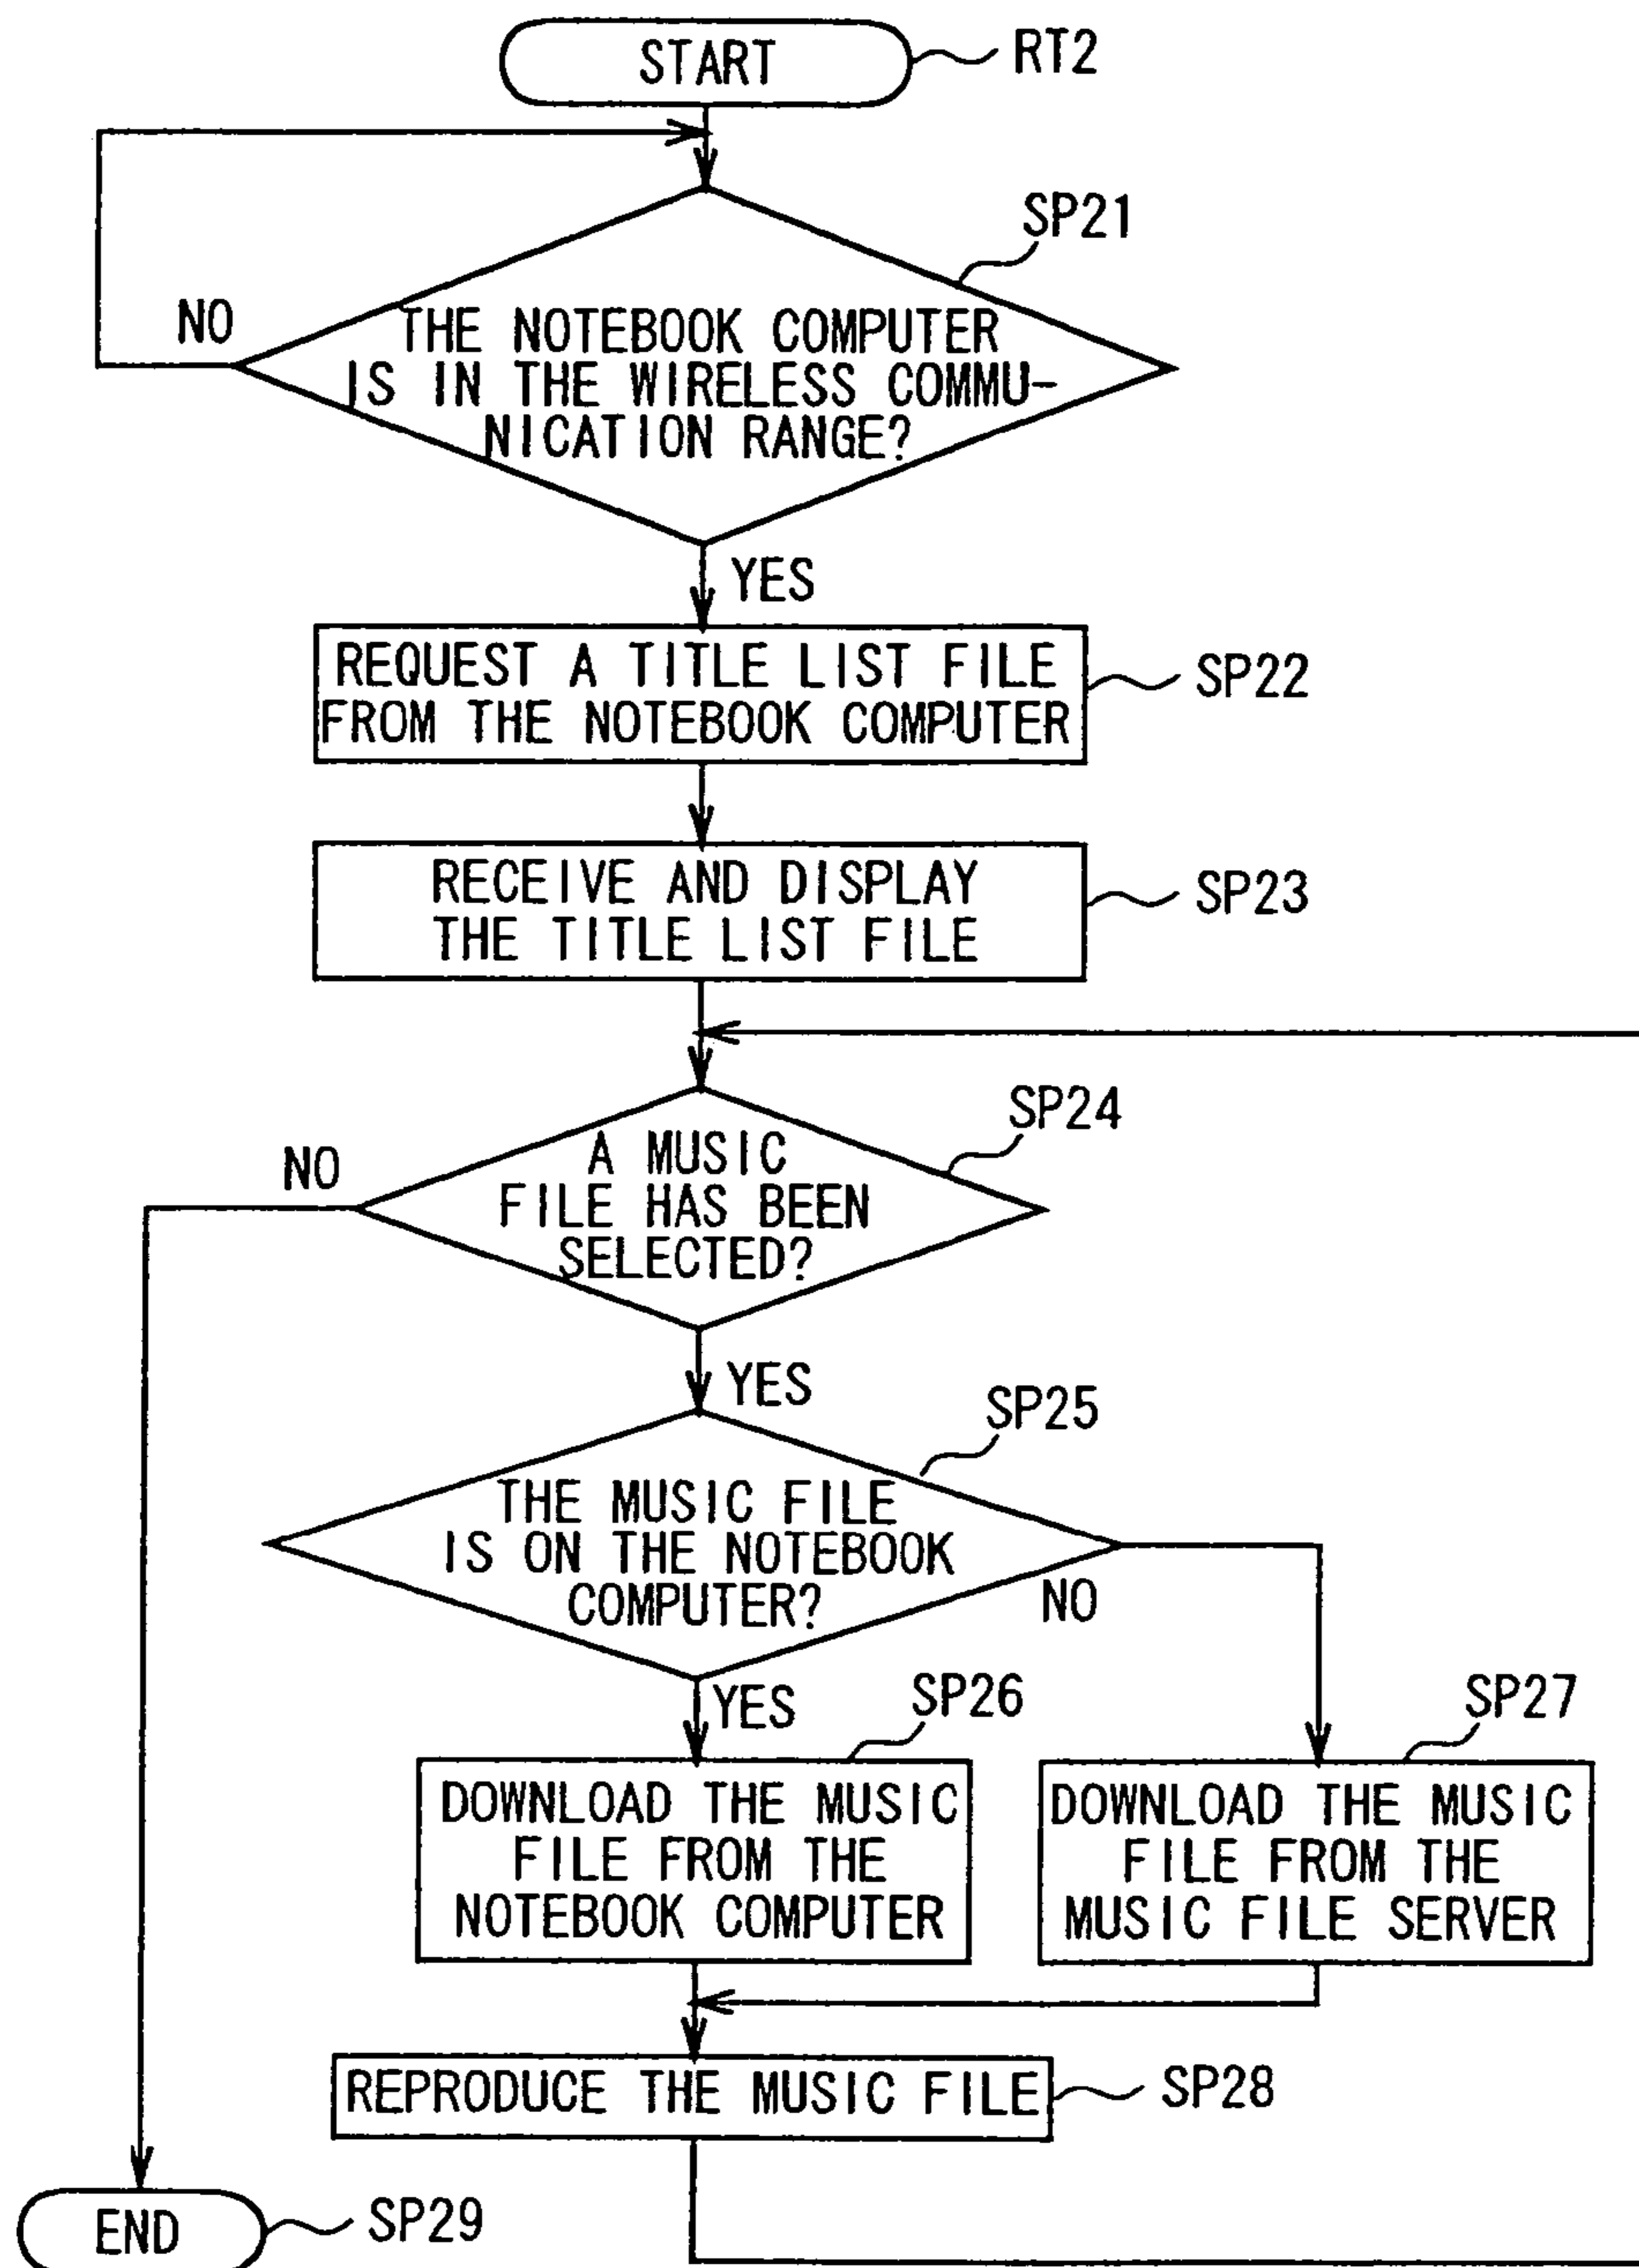 START
RT2
SP21
NO
THE NOTEBOOK COMPUTER
IS IN THE WIRELESS COMMU-
NICATION RANGE?
YES
REQUEST A TITLE LIST FILE
FROM THE NOTEBOOK COMPUTER
SP22
RECEIVE AND DISPLAY
THE TITLE LIST FILE
SP23
SP24
NO
A MUSIC
FILE HAS BEEN
SELECTED?
YES
SP25
THE MUSIC FILE
IS ON THE NOTEBOOK
COMPUTER?
NO
YES
SP26
SP27
DOWNLOAD THE MUSIC
FILE FROM THE
NOTEBOOK COMPUTER
DOWNLOAD THE MUSIC
FILE FROM THE
MUSIC FILE SERVER
REPRODUCE THE MUSIC FILE
SP28
END
SP29